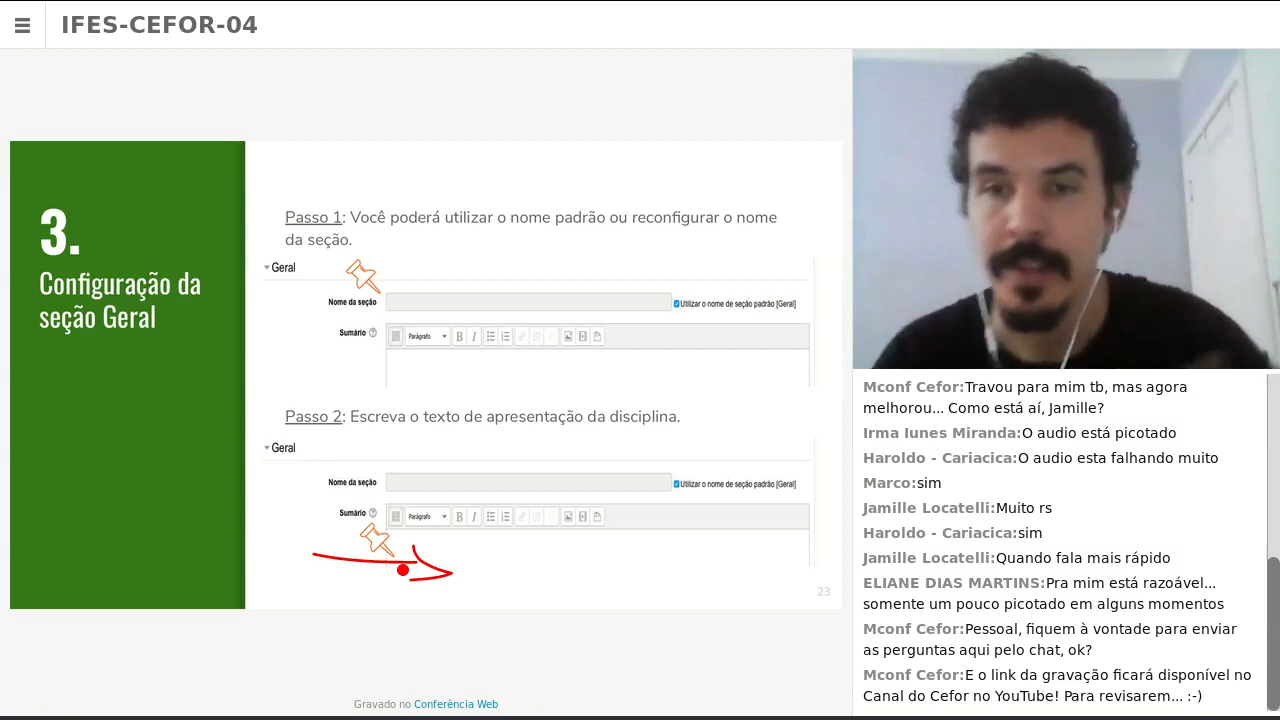 IFES-CEFOR-04
3.
Configuração da
seção Geral
Passo 1: Você poderá utilizar o nome padrão ou reconfigurar o nome
da seção.
Geral
Nome da seção
Utilizar o nome de seção padrão [Geral]
Sumário
Parágrafo
B I
Passo 2: Escreva o texto de apresentação da disciplina.
Geral
Nome da seção
Utilizar o nome de seção padrão [Geral]
Sumário
Parágrafo
B I
23
Gravado no Conferência Web
Mconf Cefor:Travou para mim tb, mas agora
melhorou... Como está aí, Jamille?
Irma Iunes Miranda:O audio está picotado
Haroldo - Cariacica:O audio esta falhando muito
Marco:sim
Jamille Locatelli:Muito rs
Haroldo - Cariacica:sim
Jamille Locatelli:Quando fala mais rápido
ELIANE DIAS MARTINS:Pra mim está razoável...
somente um pouco picotado em alguns momentos
Mconf Cefor:Pessoal, fiquem à vontade para enviar
as perguntas aqui pelo chat, ok?
Mconf Cefor:E o link da gravação ficará disponível no
Canal do Cefor no YouTube! Para revisarem... :-)